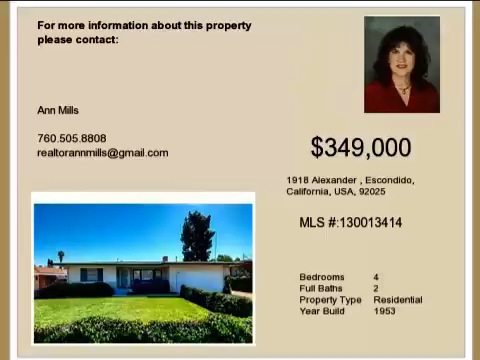 For more information about this property
please contact:
Ann Mills
760.505.8808
realtorannmills@gmail.com
$349,000
1918 Alexander , Escondido,
California, USA, 92025
MLS #:130013414
Bedrooms 4
Full Baths 2
Property Type Residential
Year Build 1953